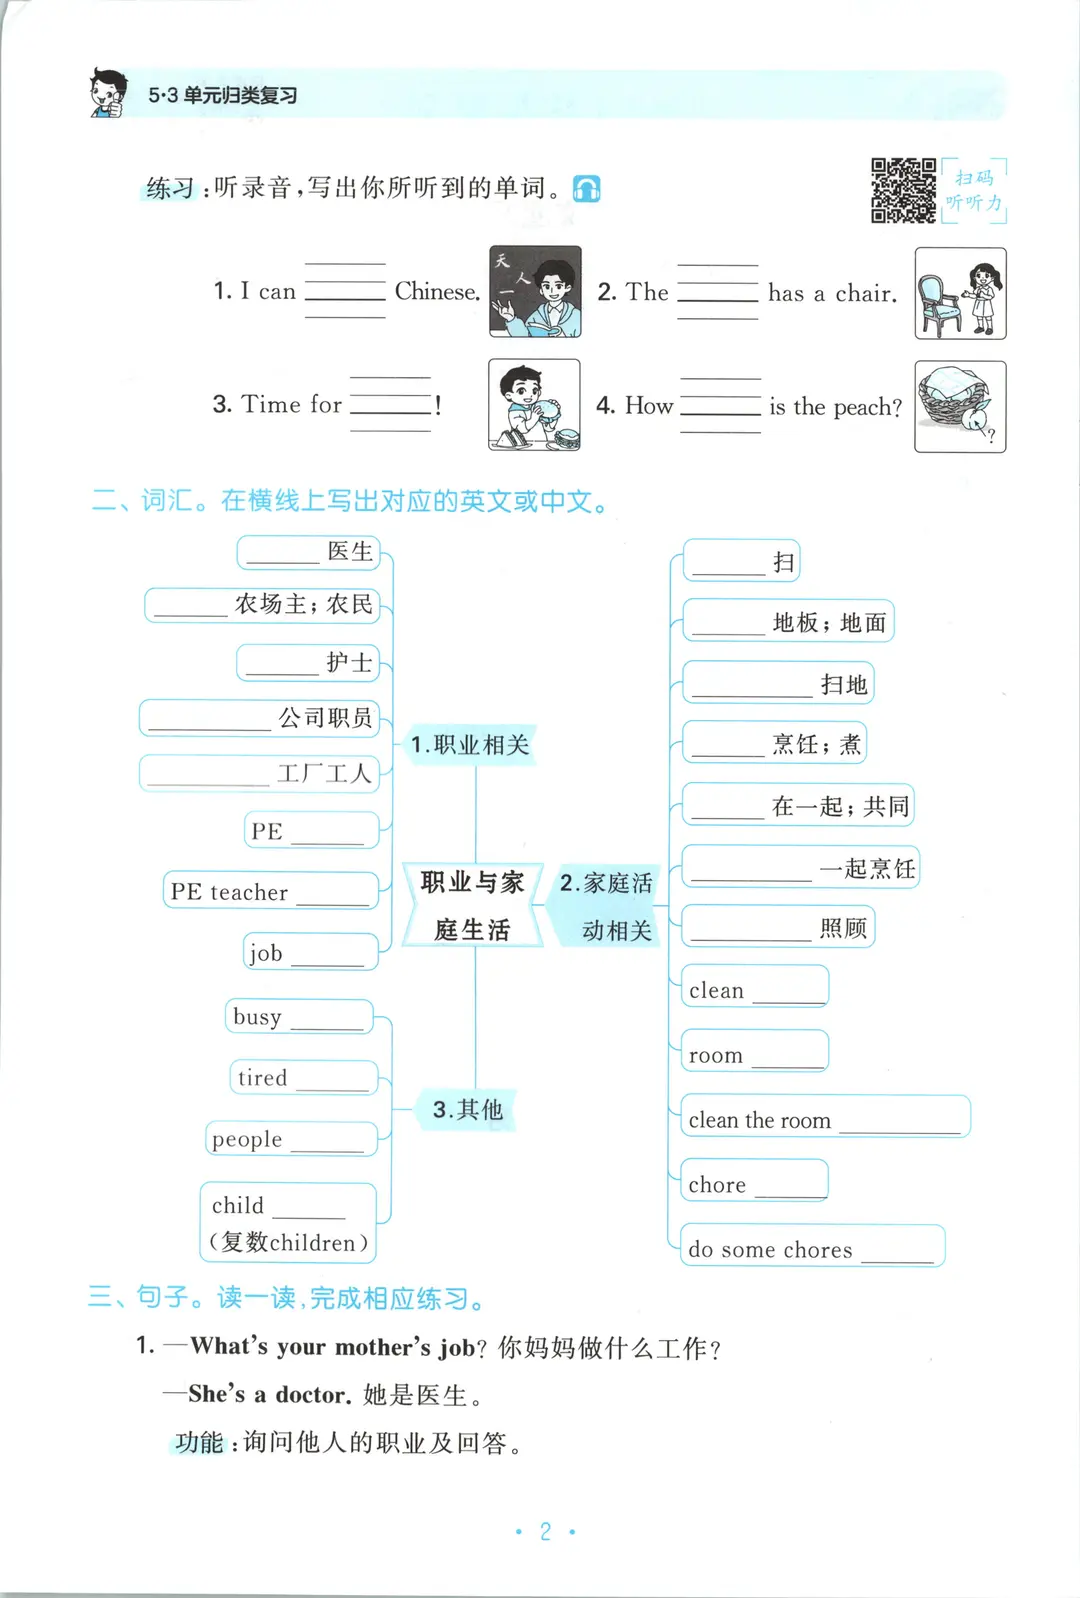 5·3 单元归类复习
练习:听录音,写出你所听到的单词。
扫码
听听力
1. I can ______ Chinese.
天
人
一
2. The ______ has a chair.
3. Time for ______!
4. How ______ is the peach?
?
二、词汇。在横线上写出对应的英文或中文。
______ 医生
______ 农场主；农民
______ 护士
______ 公司职员
______ 工厂工人
PE ______
PE teacher ______
job ______
1.职业相关
职业与家
庭生活
busy ______
tired ______
people ______
child ______
(复数children)
3.其他
2.家庭活
动相关
______ 扫
______ 地板；地面
______ 扫地
______ 烹饪；煮
______ 在一起；共同
______ 一起烹饪
______ 照顾
clean ______
room ______
clean the room ______
chore ______
do some chores ______
三、句子。读一读,完成相应练习。
1. —What's your mother's job? 你妈妈做什么工作?
—She's a doctor. 她是医生。
功能:询问他人的职业及回答。
· 2 ·